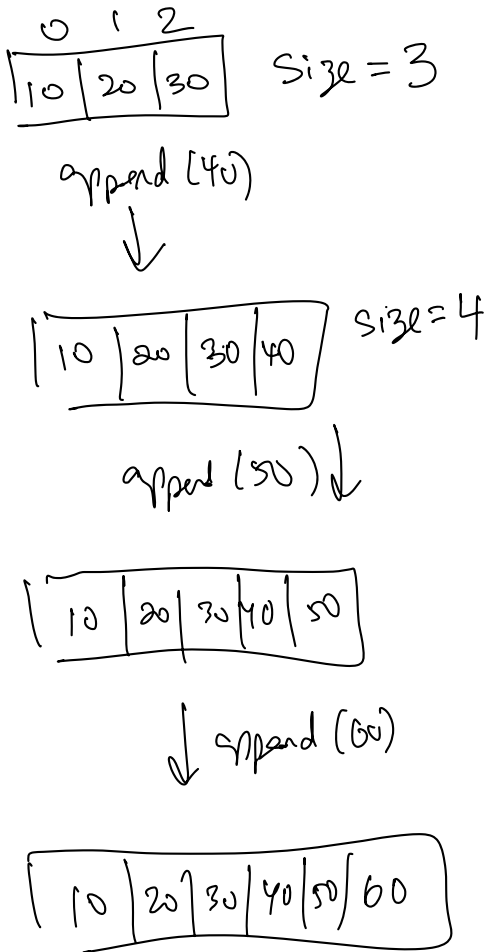 0 1 2
10 20 30 size = 3
append (40)
10 20 30 40 size = 4
append (50)
10 20 30 40 50
append (60)
10 20 30 40 50 60